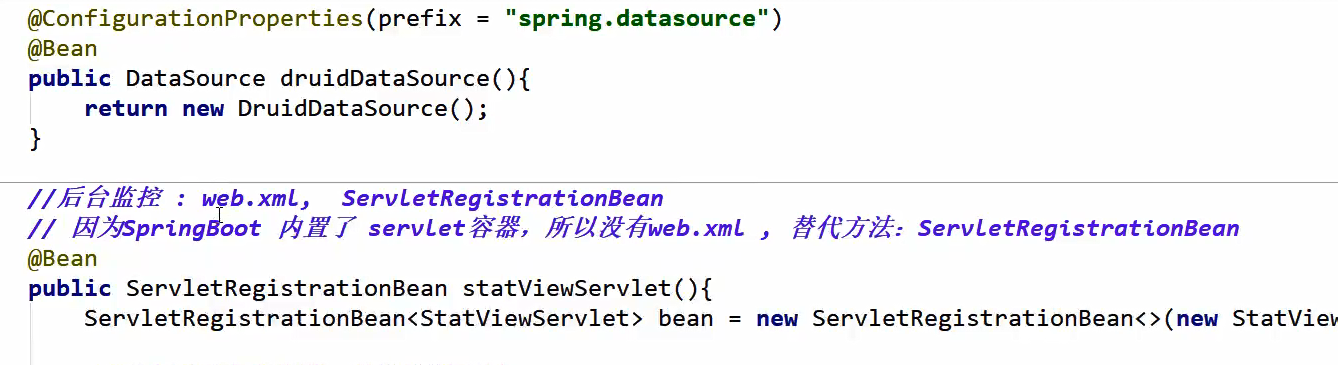 @ConfigurationProperties(prefix = "spring.datasource")
@Bean
public DataSource druidDataSource(){
return new DruidDataSource();
}
//后台监控 : web.xml, ServletRegistrationBean
// 因为SpringBoot 内置了 servlet容器，所以没有web.xml , 替代方法：ServletRegistrationBean
@Bean
public ServletRegistrationBean statViewServlet(){
ServletRegistrationBean<StatViewServlet> bean = new ServletRegistrationBean<>(new StatView